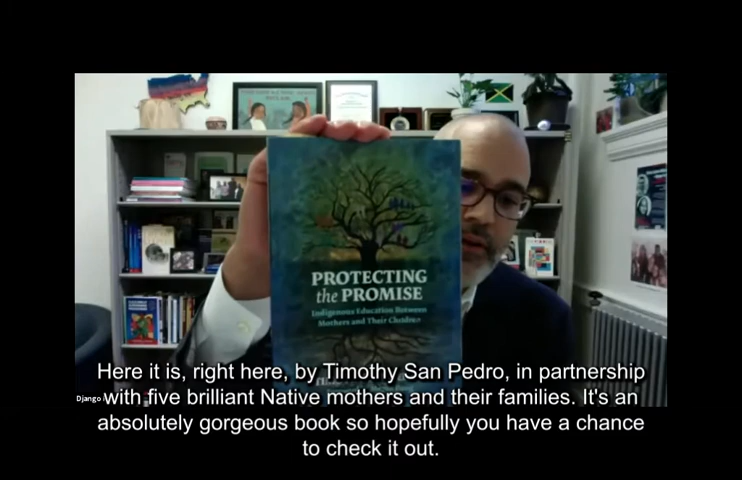 PROTECTING
the PROMISE
Indigenous Education Between
Mothers and Their Children
Here it is, right here, by Timothy San Pedro, in partnership
Django
with five brilliant Native mothers and their families. It's an
absolutely gorgeous book so hopefully you have a chance
to check it out.